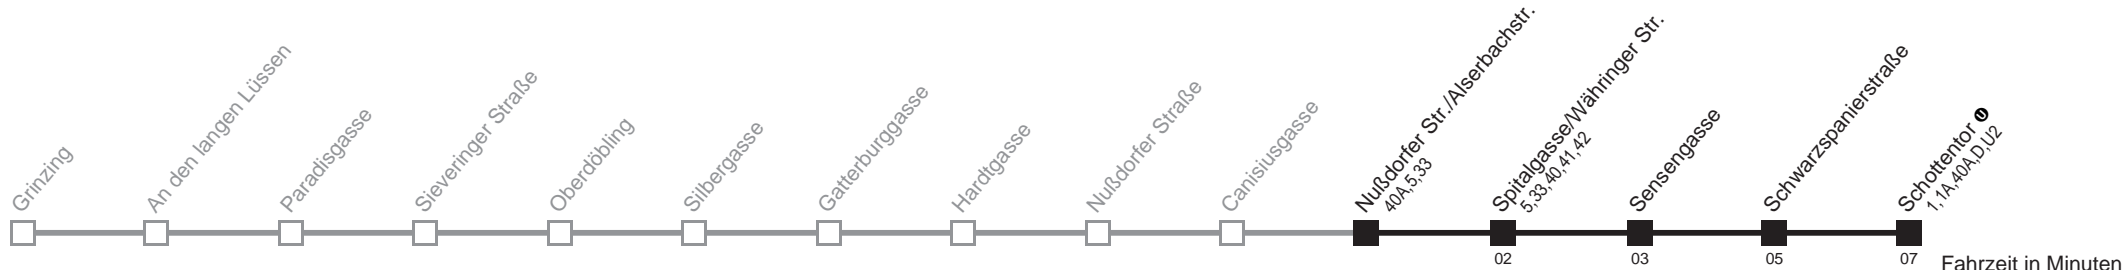 Grinzing
An den langen Lüssen
Paradisgasse
Sieveringer Straße
Oberdöbling
Silbergasse
Gatterburggasse
Hardtgasse
Nußdorfer Straße
Canisiusgasse
Nußdorfer Str./Alserbachstr.
40A,5,33
Spitalgasse/Währinger Str.
5,33,40,41,42
Sensengasse
Schwarzspanierstraße
Schottentor U
1,1A,40A,D,U2
02
03
05
07
Fahrzeit in Minuten